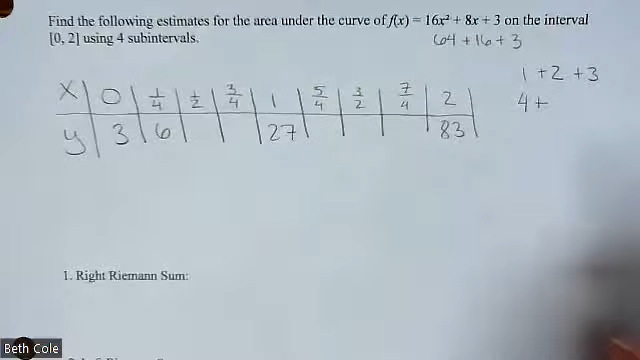 Find the following estimates for the area under the curve of f(x) = 16x² + 8x + 3 on the interval
[0, 2] using 4 subintervals.
64 + 16 + 3
1 + 2 + 3
4 +
x 0 1/4 1/2 3/4 1 5/4 3/2 7/4 2
y 3 6 27 83
1. Right Riemann Sum:
Beth Cole